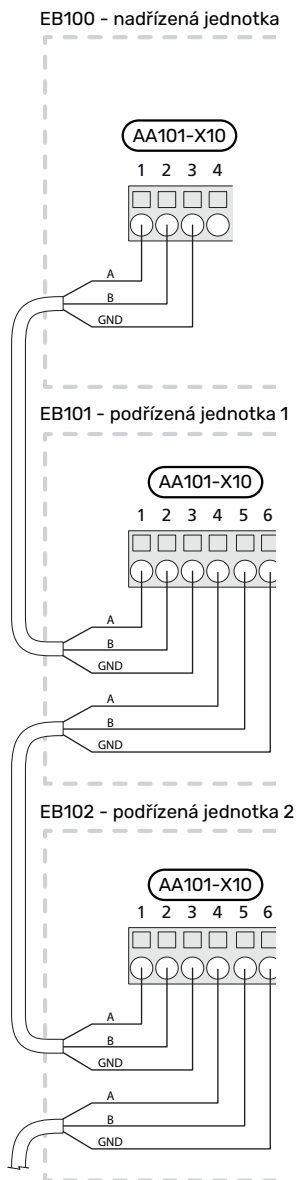 EB100 - nadřízená jednotka
AA101-X10
1 2 3 4
A
B
GND
EB101 - podřízená jednotka 1
AA101-X10
1 2 3 4 5 6
A
B
GND
A
B
GND
EB102 - podřízená jednotka 2
AA101-X10
1 2 3 4 5 6
A
B
GND
A
B
GND